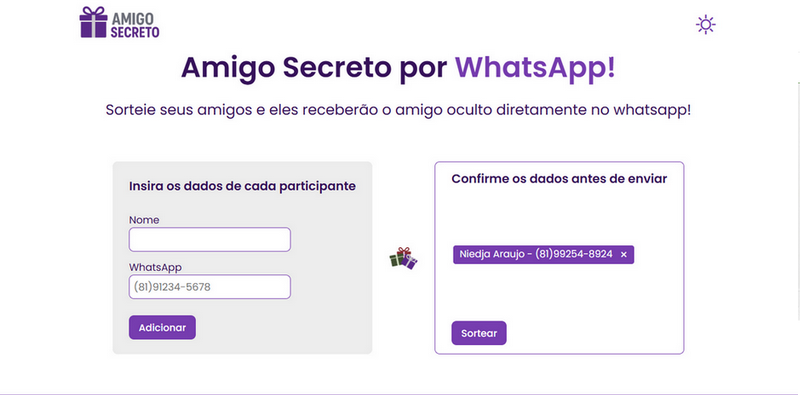 AMIGO
SECRETO
Amigo Secreto por WhatsApp!
Sorteie seus amigos e eles receberão o amigo oculto diretamente no whatsapp!
Insira os dados de cada participante
Nome
WhatsApp
(81)91234-5678
Adicionar
Confirme os dados antes de enviar
Niedja Araujo - (81)99254-8924 ×
Sortear